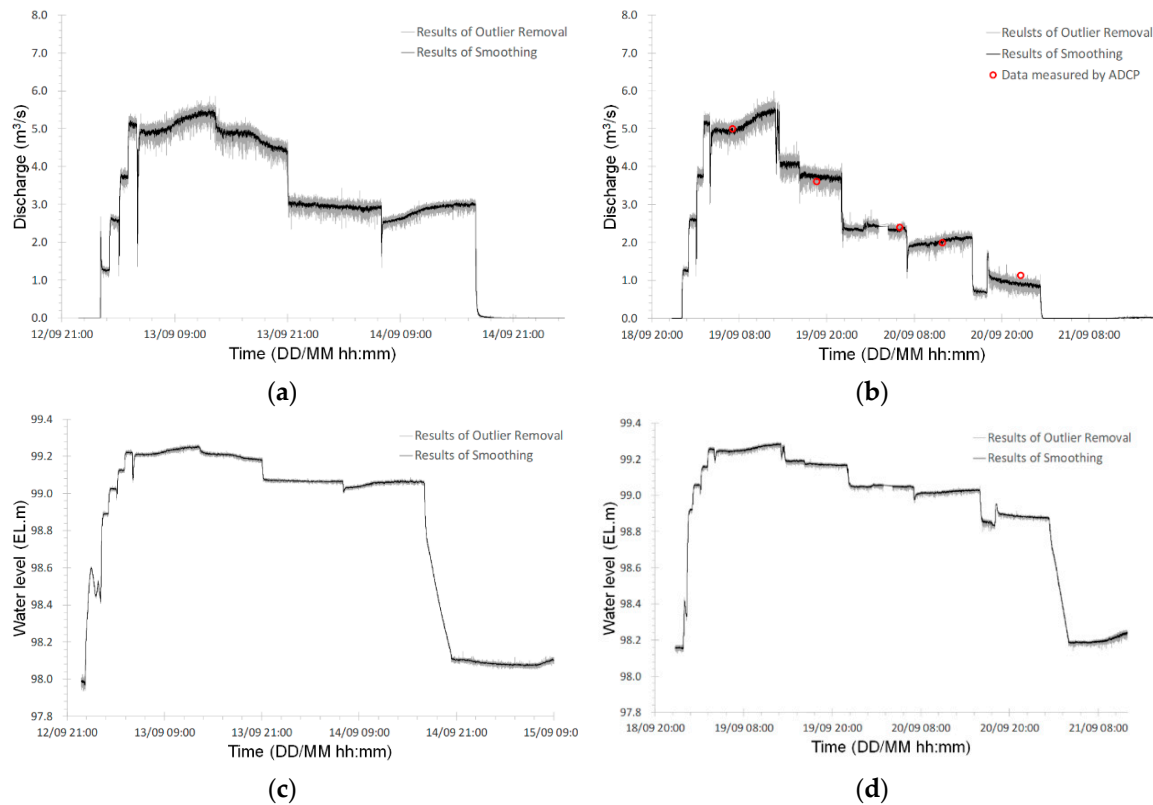 8.0
7.0
6.0
5.0
4.0
3.0
2.0
1.0
0.0
Discharge (m³/s)
Results of Outlier Removal
Results of Smoothing
12/09 21:00 13/09 09:00 13/09 21:00 14/09 09:00 14/09 21:00
Time (DD/MM hh:mm)
(a)
8.0
7.0
6.0
5.0
4.0
3.0
2.0
1.0
0.0
Discharge (m³/s)
Reulsts of Outlier Removal
Results of Smoothing
Data measured by ADCP
18/09 20:00 19/09 08:00 19/09 20:00 20/09 08:00 20/09 20:00 21/09 08:00
Time (DD/MM hh:mm)
(b)
99.4
99.2
99.0
98.8
98.6
98.4
98.2
98.0
97.8
Water level (EL.m)
Results of Outlier Removal
Results of Smoothing
12/09 21:00 13/09 09:00 13/09 21:00 14/09 09:00 14/09 21:00 15/09 09:0
Time (DD/MM hh:mm)
(c)
99.4
99.2
99.0
98.8
98.6
98.4
98.2
98.0
97.8
Water level (EL.m)
Results of Outlier Removal
Results of Smoothing
18/09 20:00 19/09 08:00 19/09 20:00 20/09 08:00 20/09 20:00 21/09 08:00
Time (DD/MM hh:mm)
(d)